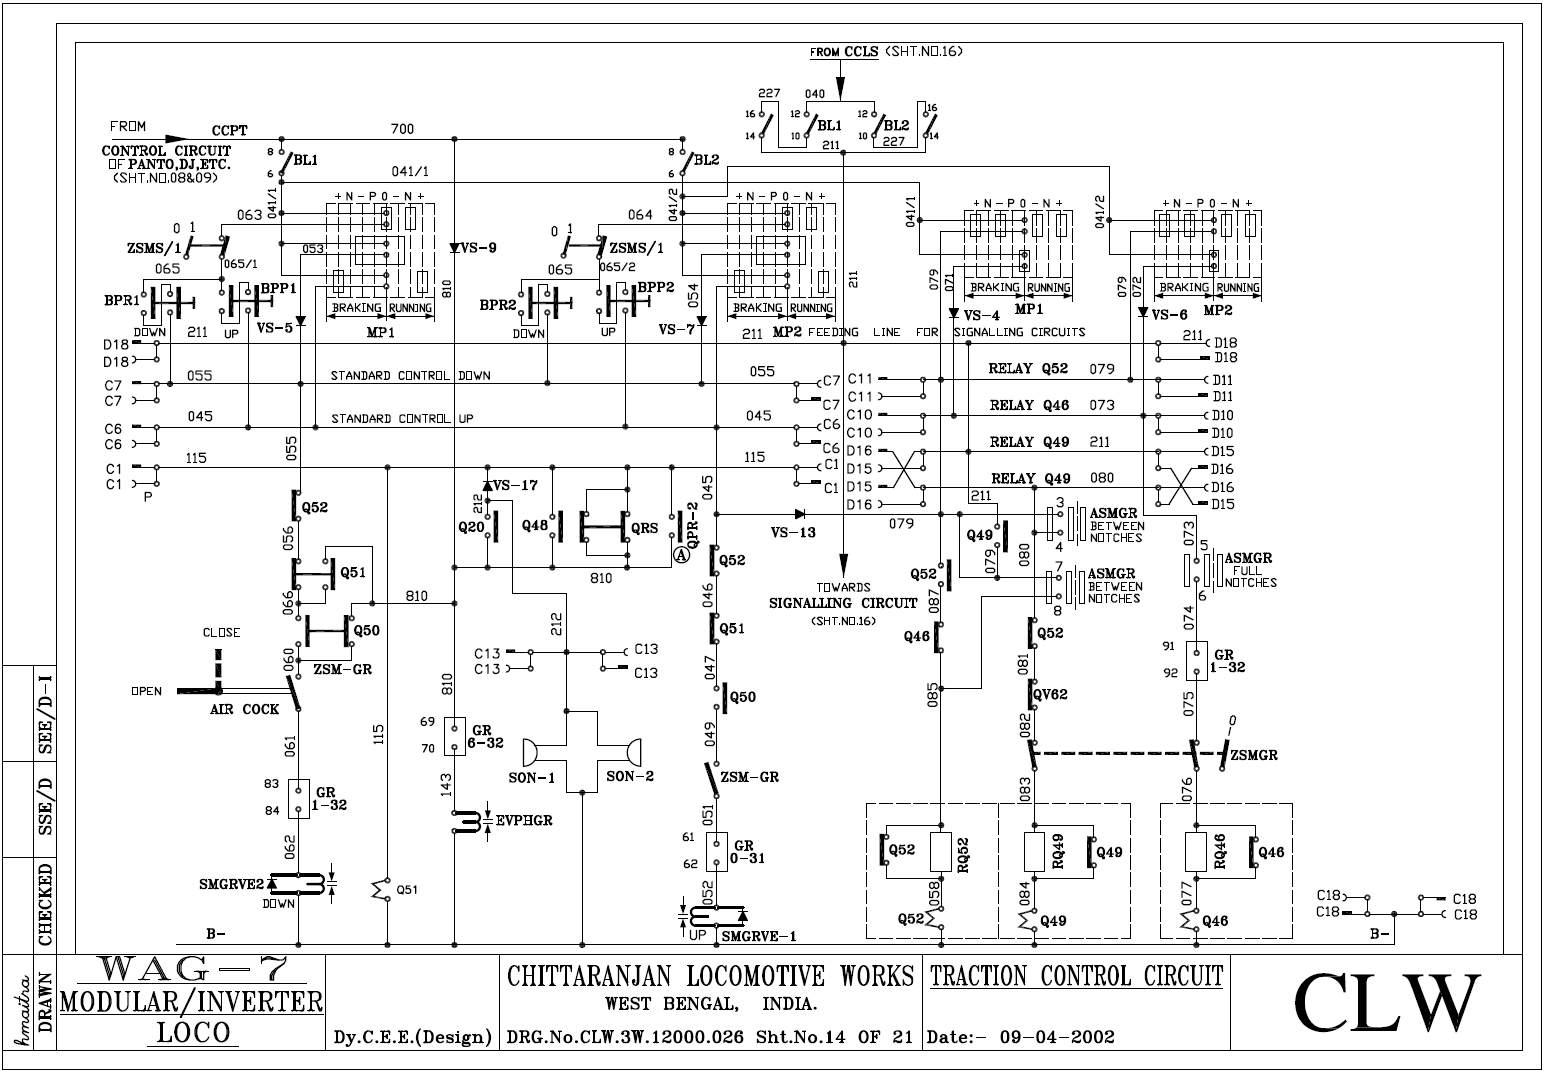 FROM CCLS (SHT.NO.16)
227
040
16
12
12
16
14
10
BL1
10
BL2
14
211
227
FROM
CCPT
700
CONTROL CIRCUIT
OF PANTO,DJ,ETC.
(SHT.NO.08&09)
8
BL1
6
8
BL2
6
041/1
041/1
041/2
041/1
041/2
+ N - P 0 - N +
+ N - P 0 - N +
+ N - P 0 - N +
+ N - P 0 - N +
063
064
0 1
ZSMS/1
053
0 1
ZSMS/1
VS-9
065
065/1
065
065/2
810
054
211
079
071
079
072
BPR1
BPP1
BPR2
BPP2
DOWN
UP
DOWN
UP
VS-5
VS-7
BRAKING
RUNNING
MP1
BRAKING
RUNNING
MP2
BRAKING
RUNNING
MP1
BRAKING
RUNNING
MP2
VS-4
VS-6
211
211
FEEDING LINE FOR SIGNALLING CIRCUITS
211
D18
D18
D18
D18
C7
C7
055
STANDARD CONTROL DOWN
055
C7
C7
C11
C11
RELAY Q52
079
D11
D11
C6
C6
045
STANDARD CONTROL UP
045
C6
C6
C10
C10
RELAY Q46
073
D10
D10
C1
C1
P
115
115
C1
C1
D16
D15
D15
D16
RELAY Q49
211
RELAY Q49
080
D15
D16
D16
D15
055
Q52
056
Q51
066
Q50
ZSM-GR
060
810
CLOSE
OPEN
AIR COCK
061
83
84
GR
1-32
062
SMGRVE2
DOWN
115
Q51
VS-17
212
Q20
Q48
QRS
QPR-2
A
810
212
C13
C13
C13
C13
810
69
70
GR
6-32
143
EVPHGR
SON-1
SON-2
045
VS-13
Q52
046
Q51
047
Q50
049
ZSM-GR
051
61
62
GR
0-31
052
UP
SMGRVE-1
TOWARDS
SIGNALLING CIRCUIT
(SHT.NO.16)
079
211
Q49
079
080
3
4
ASMGR
BETWEEN
NOTCHES
7
8
ASMGR
BETWEEN
NOTCHES
073
5
6
ASMGR
FULL
NOTCHES
Q52
087
Q46
085
Q52
081
QV62
082
083
074
91
92
GR
1-32
075
0
ZSMGR
076
Q52
RQ52
058
Q52
RQ49
Q49
084
Q49
RQ46
Q46
077
Q46
C18
C18
C18
C18
B-
B-
SEE/D-I
SSE/D
CHECKED
DRAWN
hmaitra
WAG-7
MODULAR/INVERTER
LOCO
Dy.C.E.E.(Design)
CHITTARANJAN LOCOMOTIVE WORKS
WEST BENGAL, INDIA.
DRG.No.CLW.3W.12000.026 Sht.No.14 OF 21
TRACTION CONTROL CIRCUIT
Date:- 09-04-2002
CLW